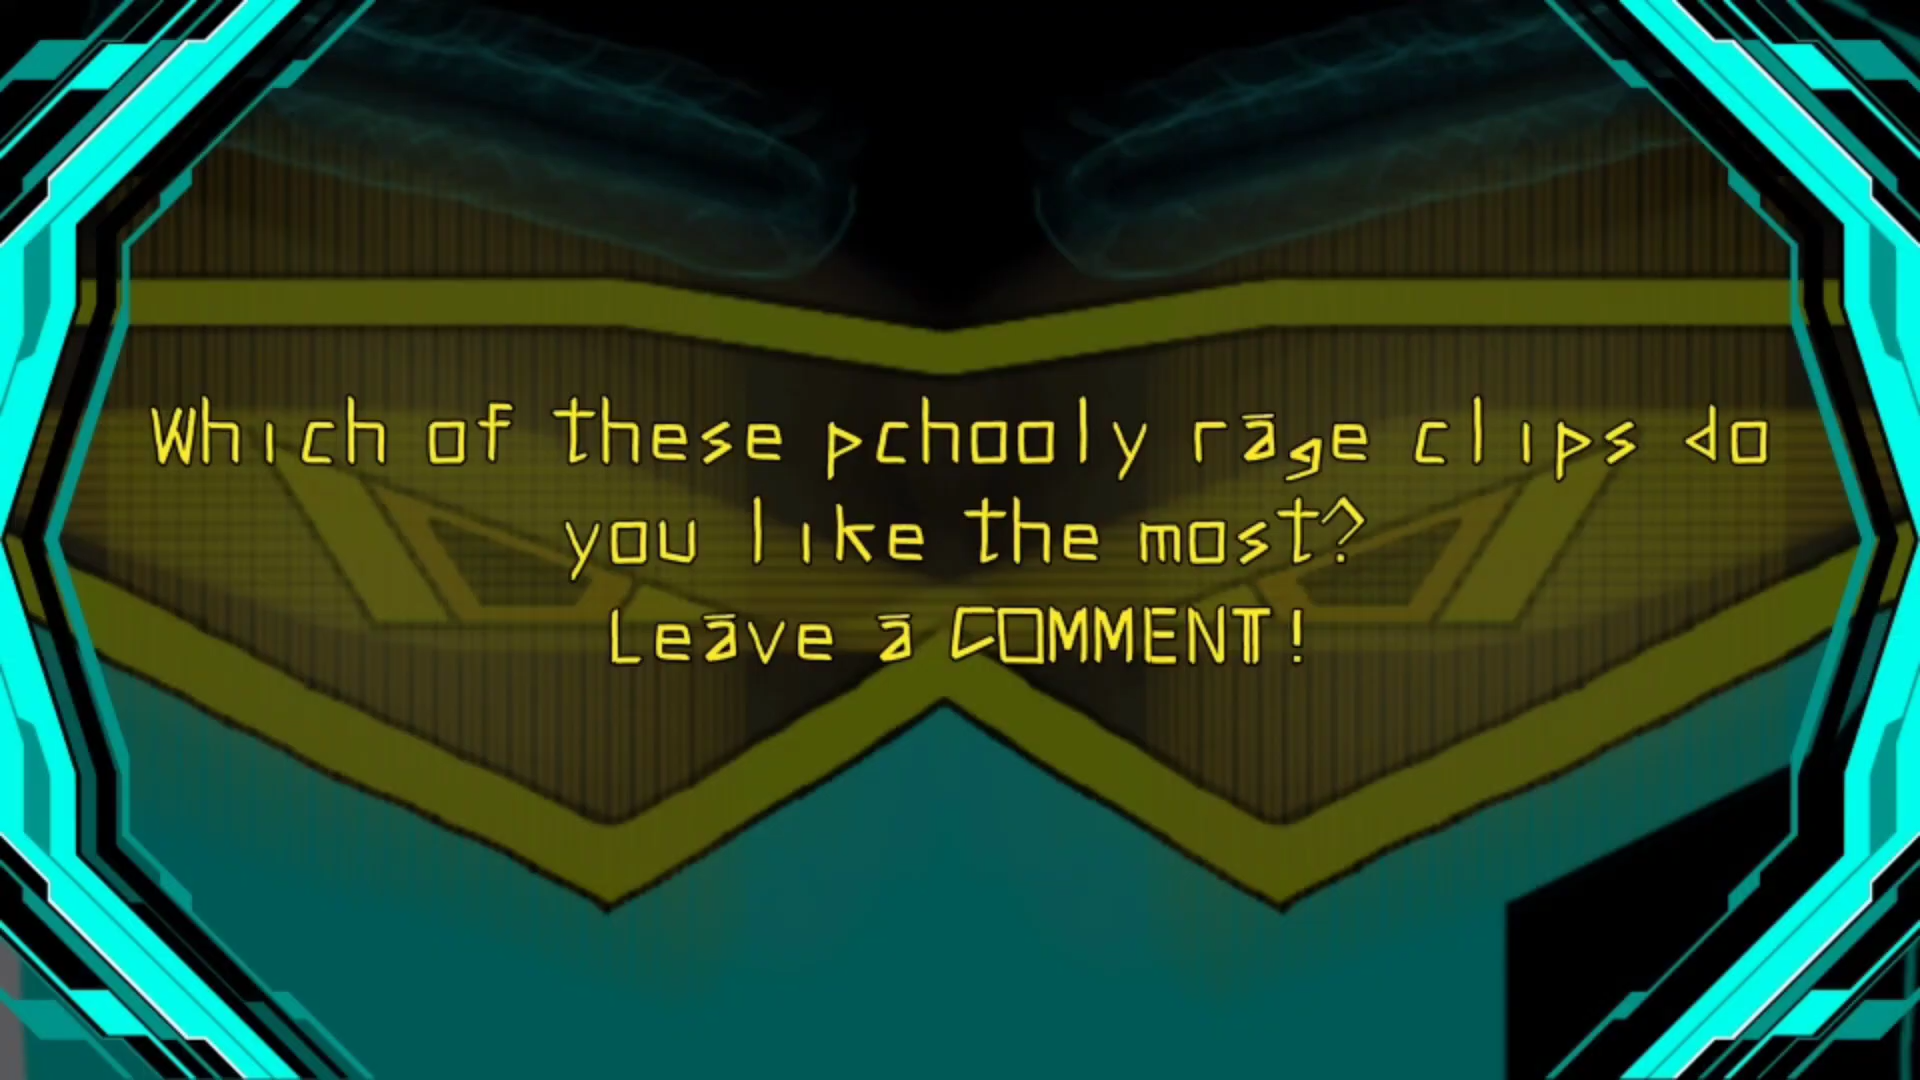 Which of these pchooly rage clips do
you like the most?
Leave a COMMENT!